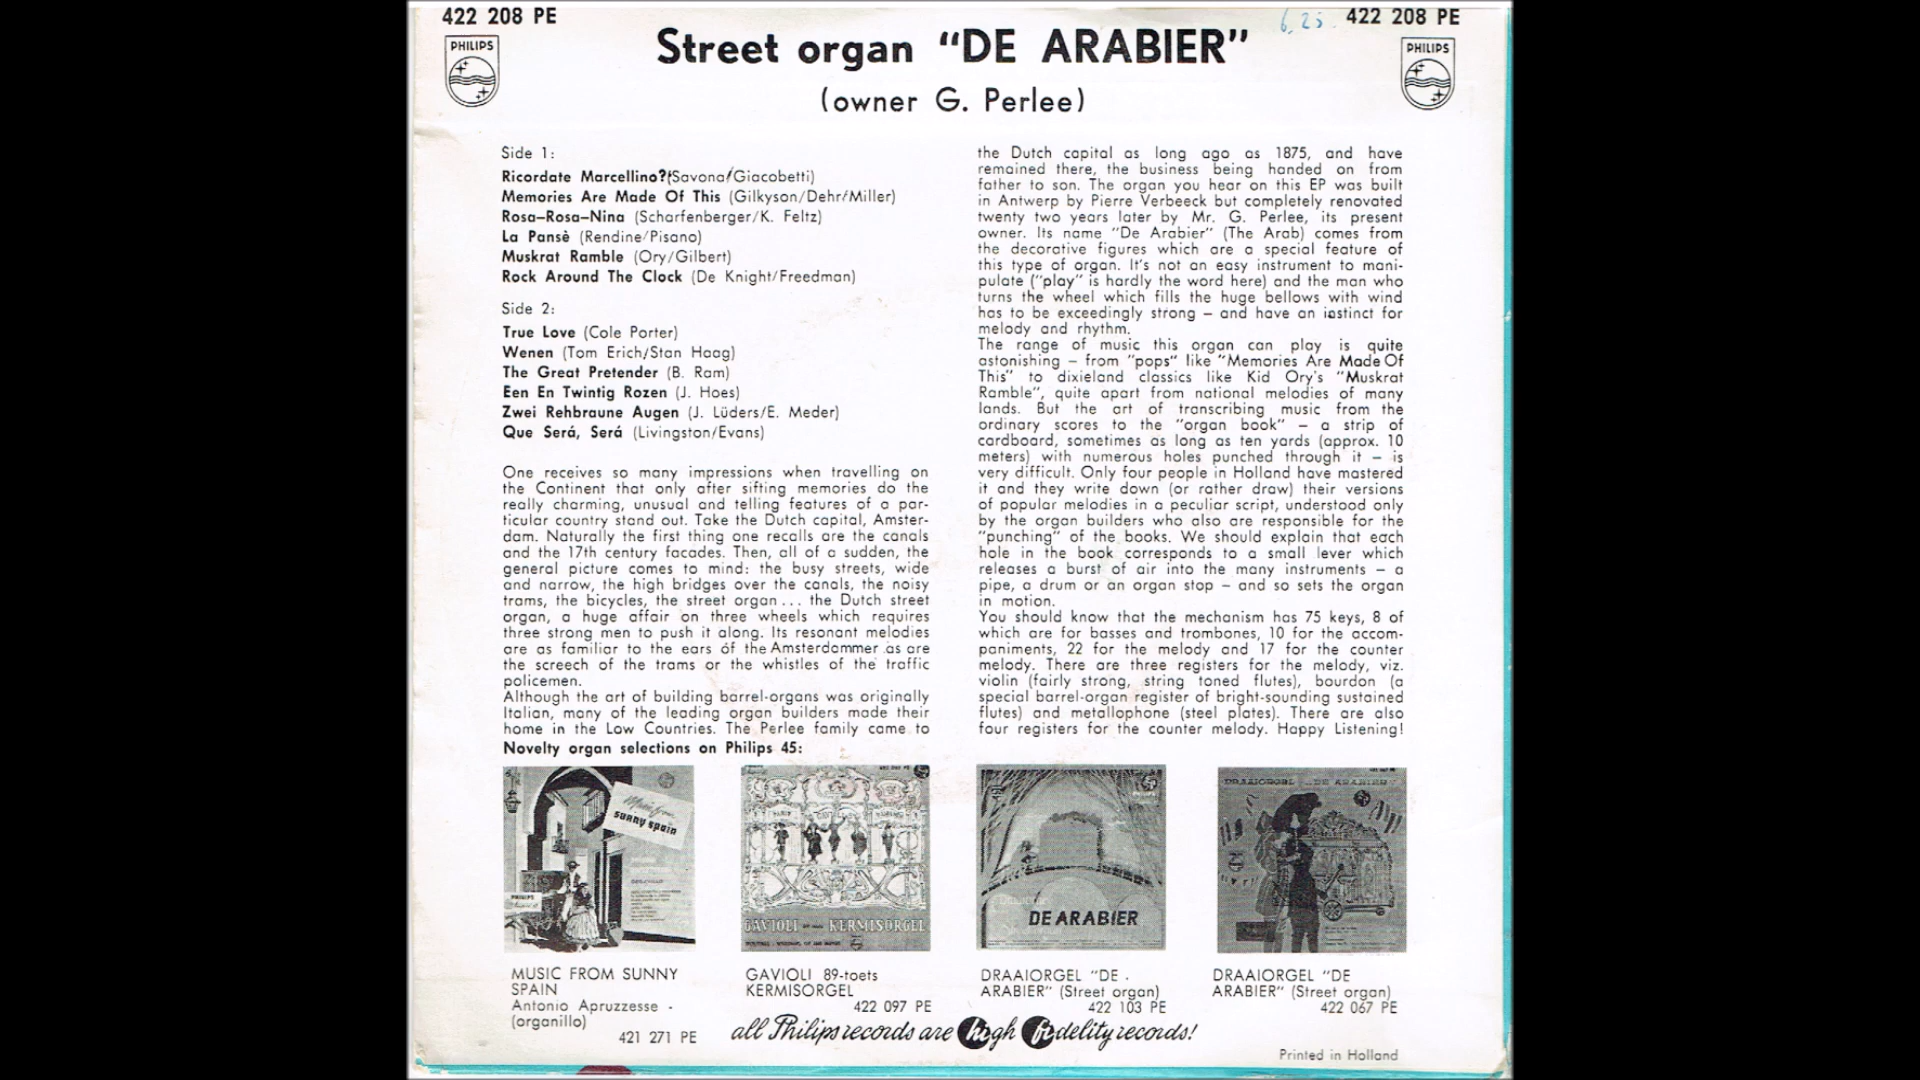 422 208 PE
6,25
422 208 PE
PHILIPS
PHILIPS
Street organ "DE ARABIER"
(owner G. Perlee)
Side 1:
Ricordate Marcellino? (Savona/Giacobetti)
Memories Are Made Of This (Gilkyson/Dehr/Miller)
Rosa-Rosa-Nina (Scharfenberger/K. Feltz)
La Pansè (Rendine/Pisano)
Muskrat Ramble (Ory/Gilbert)
Rock Around The Clock (De Knight/Freedman)
Side 2:
True Love (Cole Porter)
Wenen (Tom Erich/Stan Haag)
The Great Pretender (B. Ram)
Een En Twintig Rozen (J. Hoes)
Zwei Rehbraune Augen (J. Lüders/E. Meder)
Que Será, Será (Livingston/Evans)
One receives so many impressions when travelling on
the Continent that only after sifting memories do the
really charming, unusual and telling features of a par-
ticular country stand out. Take the Dutch capital, Amster-
dam. Naturally the first thing one recalls are the canals
and the 17th century facades. Then, all of a sudden, the
general picture comes to mind: the busy streets, wide
and narrow, the high bridges over the canals, the noisy
trams, the bicycles, the street organ... the Dutch street
organ, a huge affair on three wheels which requires
three strong men to push it along. Its resonant melodies
are as familiar to the ears of the Amsterdammer as are
the screech of the trams or the whistles of the traffic
policemen.
Although the art of building barrel-organs was originally
Italian, many of the leading organ builders made their
home in the Low Countries. The Perlee family came to
the Dutch capital as long ago as 1875, and have
remained there, the business being handed on from
father to son. The organ you hear on this EP was built
in Antwerp by Pierre Verbeeck but completely renovated
twenty two years later by Mr. G. Perlee, its present
owner. Its name "De Arabier" (The Arab) comes from
the decorative figures which are a special feature of
this type of organ. It's not an easy instrument to mani-
pulate ("play" is hardly the word here) and the man who
turns the wheel which fills the huge bellows with wind
has to be exceedingly strong – and have an instinct for
melody and rhythm.
The range of music this organ can play is quite
astonishing – from "pops" like "Memories Are Made Of
This" to dixieland classics like Kid Ory's "Muskrat
Ramble", quite apart from national melodies of many
lands. But the art of transcribing music from the
ordinary scores to the "organ book" – a strip of
cardboard, sometimes as long as ten yards (approx. 10
meters) with numerous holes punched through it – is
very difficult. Only four people in Holland have mastered
it and they write down (or rather draw) their versions
of popular melodies in a peculiar script, understood only
by the organ builders who also are responsible for the
"punching" of the books. We should explain that each
hole in the book corresponds to a small lever which
releases a burst of air into the many instruments – a
pipe, a drum or an organ stop – and so sets the organ
in motion.
You should know that the mechanism has 75 keys, 8 of
which are for basses and trombones, 10 for the accom-
paniments, 22 for the melody and 17 for the counter
melody. There are three registers for the melody, viz.
violin (fairly strong, string toned flutes), bourdon (a
special barrel-organ register of bright-sounding sustained
flutes) and metallophone (steel plates). There are also
four registers for the counter melody. Happy Listening!
Novelty organ selections on Philips 45:
Music from
sunny spain
PHILIPS
GAVIOLI KERMISORGEL
DE ARABIER
DRAAIORGEL "DE ARABIER"
MUSIC FROM SUNNY
SPAIN
Antonio Apruzzesse -
(organillo)
421 271 PE
GAVIOLI 89-toets
KERMISORGEL
422 097 PE
DRAAIORGEL "DE
ARABIER" (Street organ)
422 103 PE
DRAAIORGEL "DE
ARABIER" (Street organ)
422 067 PE
all Philips records are high fidelity records!
Printed in Holland